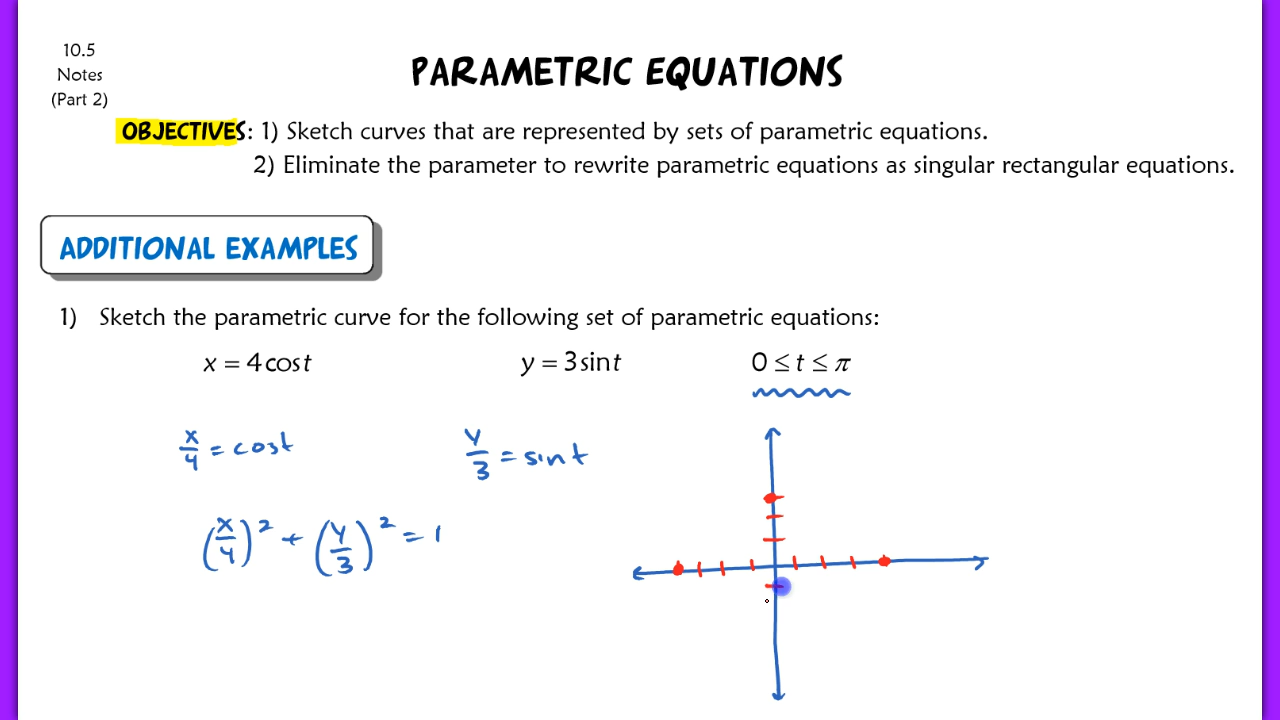 10.5
Notes
(Part 2)
PARAMETRIC EQUATIONS
OBJECTIVES: 1) Sketch curves that are represented by sets of parametric equations.
2) Eliminate the parameter to rewrite parametric equations as singular rectangular equations.
ADDITIONAL EXAMPLES
1) Sketch the parametric curve for the following set of parametric equations:
x = 4cost y = 3sint 0 ≤ t ≤ π
x/4 = cost y/3 = sint
(x/4)² + (y/3)² = 1